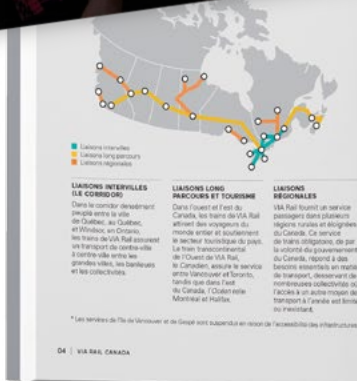 Liaisons intervilles
Liaisons long parcours
Liaisons régionales
LIAISONS INTERVILLES
(LE CORRIDOR)
Dans le corridor densément
peuplé entre la ville
de Québec, au Québec,
et Windsor, en Ontario,
les trains de VIA Rail assurent
un transport de centre-ville
à centre-ville entre les
grandes villes, les banlieues
et les collectivités.
LIAISONS LONG
PARCOURS ET TOURISME
Dans l'ouest et l'est du
Canada, les trains de VIA Rail
attirent des voyageurs du
monde entier et soutiennent
le secteur touristique du pays.
Le train transcontinental
de l'Ouest de VIA Rail,
le Canadien, assure le service
entre Vancouver et Toronto,
tandis que dans l'est
du Canada, l'Océan relie
Montréal et Halifax.
LIAISONS
RÉGIONALES
VIA Rail fournit un service
passagers dans plusieurs
régions rurales et éloignées
du Canada. Ce service
de trains obligatoire, de par
la volonté du gouvernement
du Canada, répond à des
besoins essentiels en matiè
de transport, desservant de
nombreuses collectivités où
l'accès à un autre moyen de
transport à l'année est limité
ou inexistant.
* Les services de l'île de Vancouver et de Gaspé sont suspendus en raison de l'accessibilité des infrastructures
04 | VIA RAIL CANADA